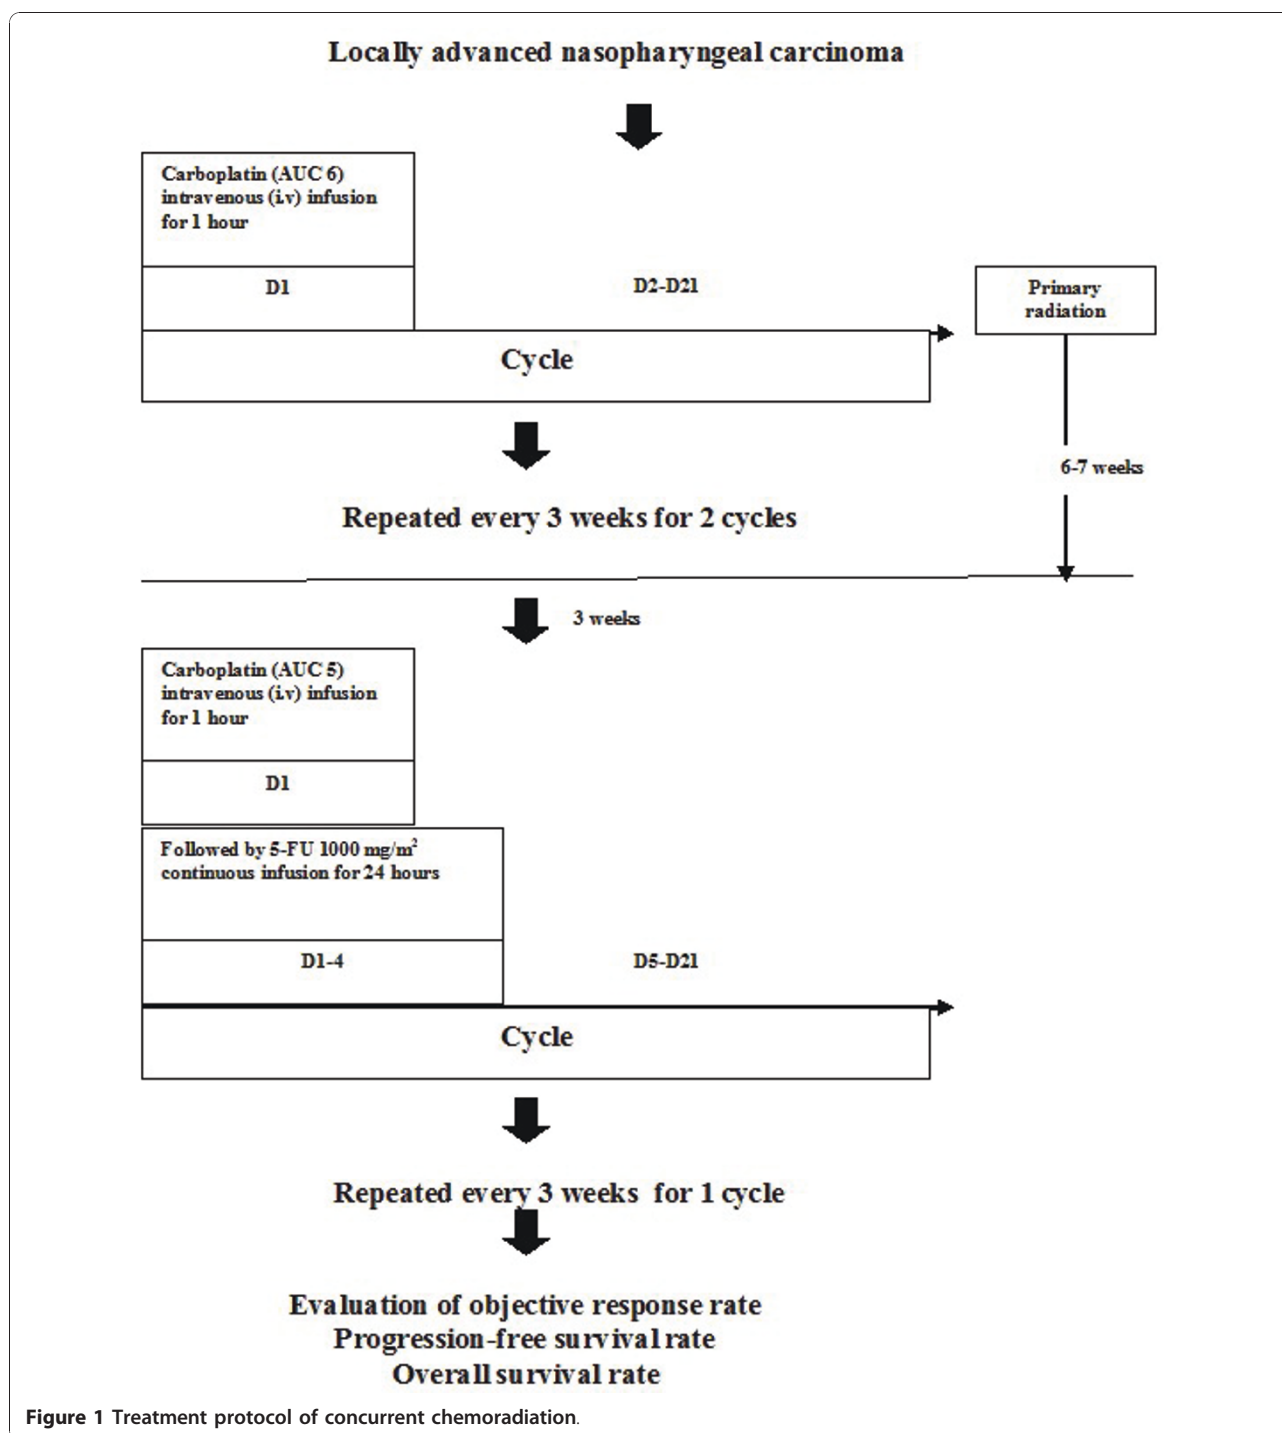 Locally advanced nasopharyngeal carcinoma
Carboplatin (AUC 6)
intravenous (i.v) infusion
for 1 hour
D1
D2-D21
Primary
radiation
Cycle
6-7 weeks
Repeated every 3 weeks for 2 cycles
3 weeks
Carboplatin (AUC 5)
intravenous (i.v) infusion
for 1 hour
D1
Followed by 5-FU 1000 mg/m²
continuous infusion for 24 hours
D1-4
D5-D21
Cycle
Repeated every 3 weeks for 1 cycle
Evaluation of objective response rate
Progression-free survival rate
Overall survival rate
Figure 1 Treatment protocol of concurrent chemoradiation.